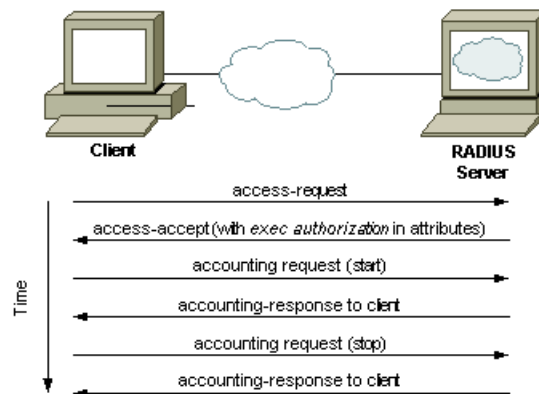 Client
RADIUS
Server
access-request
access-accept (with exec authorization in attributes)
accounting request (start)
accounting-response to client
accounting request (stop)
accounting-response to client
Time